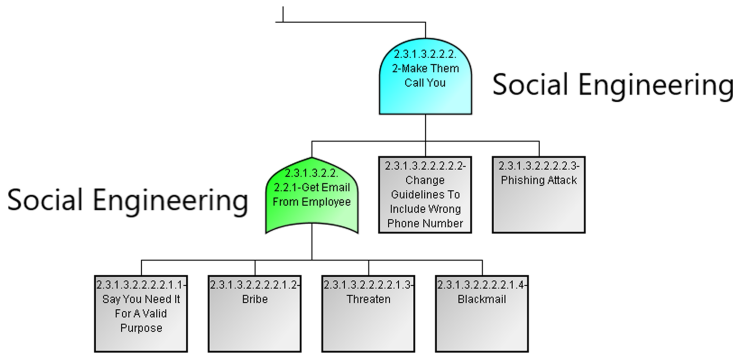 2.3.1.3.2.2.2.
2-Make Them
Call You
Social Engineering
Social Engineering
2.3.1.3.2.2.
2.2.1-Get Email
From Employee
2.3.1.3.2.2.2.2.2-
Change
Guidelines To
Include Wrong
Phone Number
2.3.1.3.2.2.2.2.3-
Phishing Attack
2.3.1.3.2.2.2.2.1.1-
Say You Need It
For A Valid
Purpose
2.3.1.3.2.2.2.2.1.2-
Bribe
2.3.1.3.2.2.2.2.1.3-
Threaten
2.3.1.3.2.2.2.2.1.4-
Blackmail